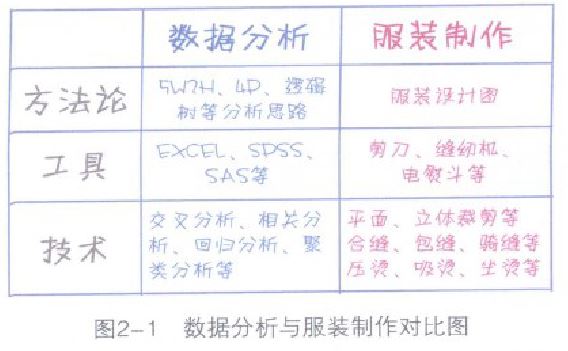 数据分析
服装制作
方法论
5W2H、4P、逻辑
树等分析思路
服装设计图
工具
EXCEL、SPSS、
SAS等
剪刀、缝纫机、
电熨斗等
技术
交叉分析、相关分
析、回归分析、聚
类分析等
平面、立体裁剪等
合缝、包缝、骑缝等
压烫、吸烫、坐烫等
图2-1 数据分析与服装制作对比图